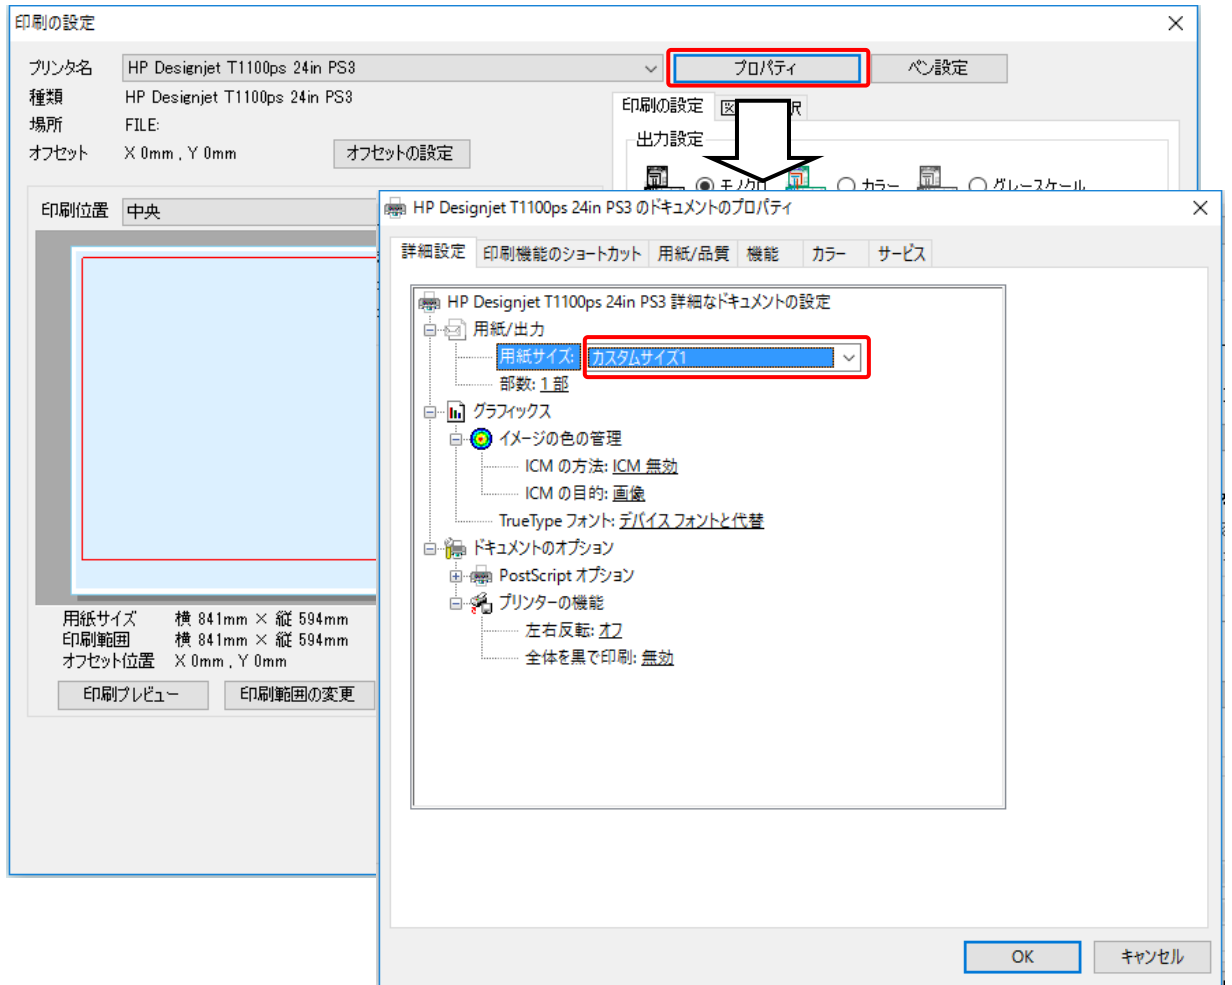 印刷の設定
プリンタ名 HP Designjet T1100ps 24in PS3 プロパティ ペン設定
種類 HP Designjet T1100ps 24in PS3
場所 FILE:
オフセット X 0mm , Y 0mm オフセットの設定
印刷の設定 図 択
出力設定
モノクロ カラー グレースケール
印刷位置 中央
用紙サイズ 横 841mm × 縦 594mm
印刷範囲 横 841mm × 縦 594mm
オフセット位置 X 0mm , Y 0mm
印刷プレビュー 印刷範囲の変更
HP Designjet T1100ps 24in PS3 のドキュメントのプロパティ
詳細設定 印刷機能のショートカット 用紙/品質 機能 カラー サービス
HP Designjet T1100ps 24in PS3 詳細なドキュメントの設定
用紙/出力
用紙サイズ: カスタムサイズ1
部数: 1 部
グラフィックス
イメージの色の管理
ICM の方法: ICM 無効
ICM の目的: 画像
TrueType フォント: デバイス フォントと代替
ドキュメントのオプション
PostScript オプション
プリンターの機能
左右反転: オフ
全体を黒で印刷: 無効
OK キャンセル